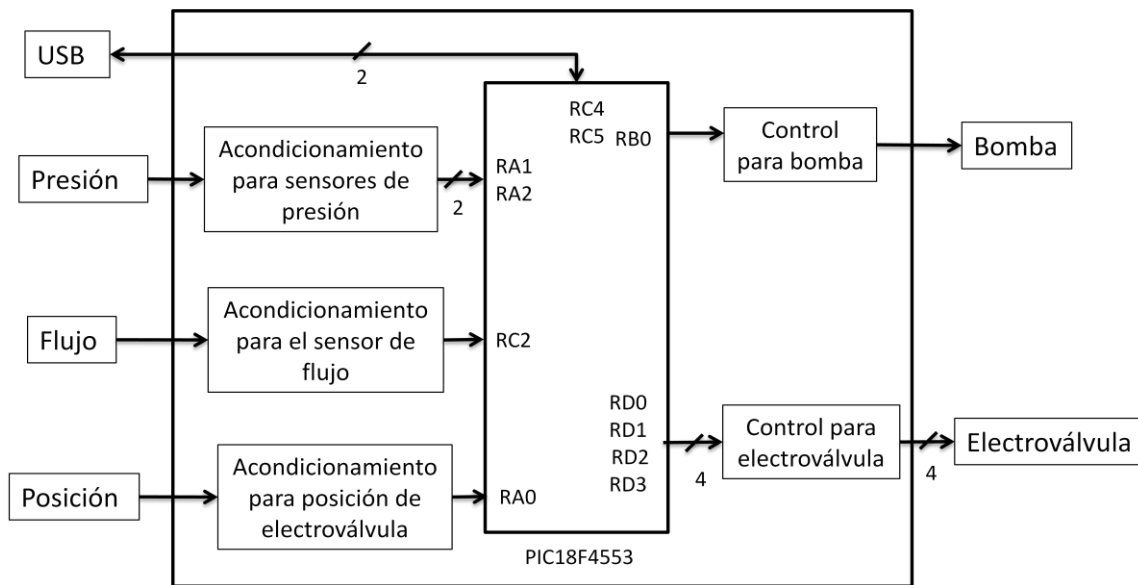 USB
2
RC4
RC5
RB0
Control
para bomba
Bomba
Presión
Acondicionamiento
para sensores de
presión
2
RA1
RA2
Flujo
Acondicionamiento
para el sensor de
flujo
RC2
RD0
RD1
RD2
RD3
4
Control para
electroválvula
4
Electroválvula
Posición
Acondicionamiento
para posición de
electroválvula
RA0
PIC18F4553